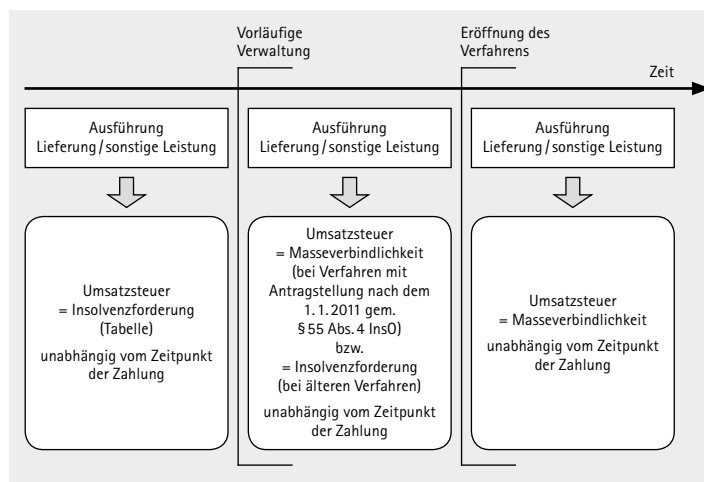 Vorläufige
Verwaltung
Eröffnung des
Verfahrens
Zeit
Ausführung
Lieferung/sonstige Leistung
Ausführung
Lieferung/sonstige Leistung
Ausführung
Lieferung/sonstige Leistung
Umsatzsteuer
= Insolvenzforderung
(Tabelle)
unabhängig vom Zeitpunkt
der Zahlung
Umsatzsteuer
= Masseverbindlichkeit
(bei Verfahren mit
Antragstellung nach dem
1. 1. 2011 gem.
§ 55 Abs. 4 InsO)
bzw.
= Insolvenzforderung
(bei älteren Verfahren)
unabhängig vom Zeitpunkt
der Zahlung
Umsatzsteuer
= Masseverbindlichkeit
unabhängig vom Zeitpunkt
der Zahlung